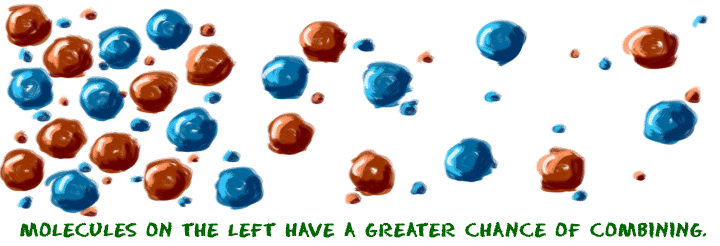 MOLECULES ON THE LEFT HAVE A GREATER CHANCE OF COMBINING.